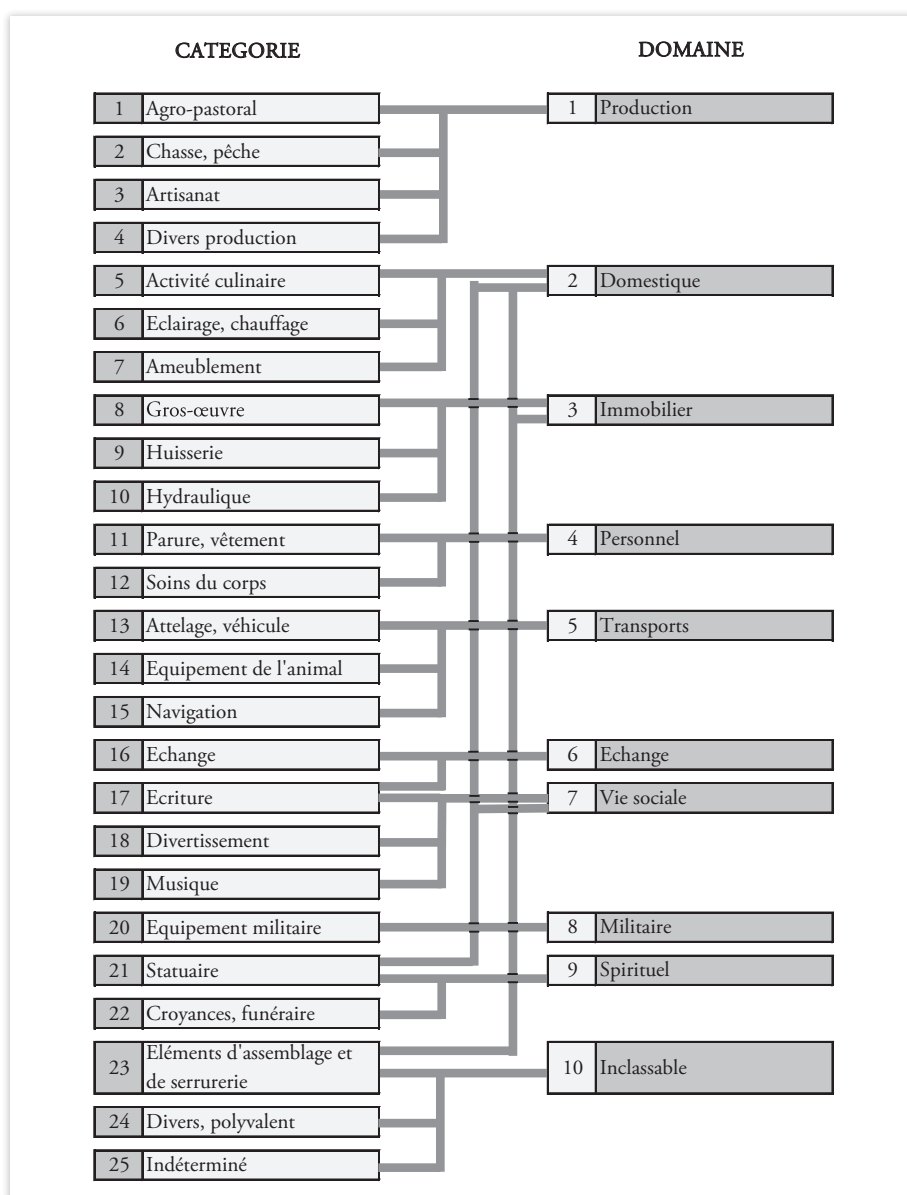 CATEGORIE
DOMAINE
1 Agro-pastoral
1 Production
2 Chasse, pêche
3 Artisanat
4 Divers production
5 Activité culinaire
2 Domestique
6 Eclairage, chauffage
7 Ameublement
8 Gros-œuvre
3 Immobilier
9 Huisserie
10 Hydraulique
11 Parure, vêtement
4 Personnel
12 Soins du corps
13 Attelage, véhicule
5 Transports
14 Equipement de l'animal
15 Navigation
16 Echange
6 Echange
17 Ecriture
7 Vie sociale
18 Divertissement
19 Musique
20 Equipement militaire
8 Militaire
21 Statuaire
9 Spirituel
22 Croyances, funéraire
23 Eléments d'assemblage et
de serrurerie
10 Inclassable
24 Divers, polyvalent
25 Indéterminé